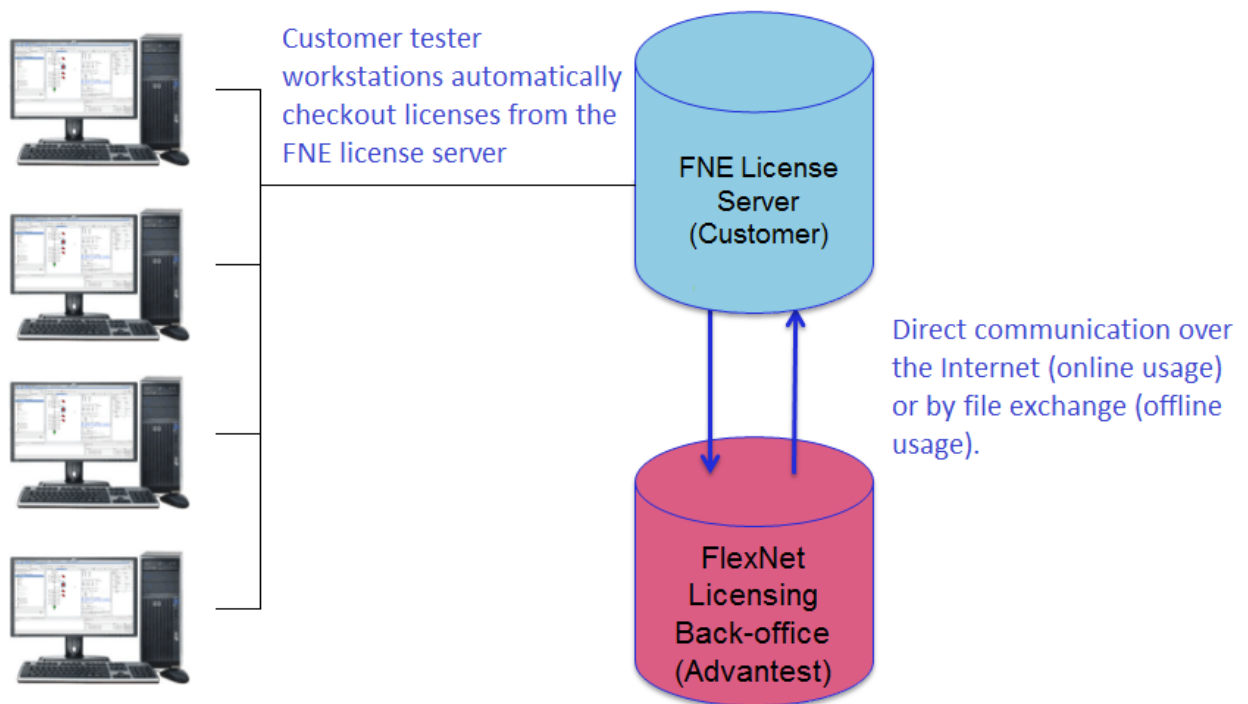 Customer tester
workstations automatically
checkout licenses from the
FNE license server
FNE License
Server
(Customer)
Direct communication over
the Internet (online usage)
or by file exchange (offline
usage).
FlexNet
Licensing
Back-office
(Advantest)